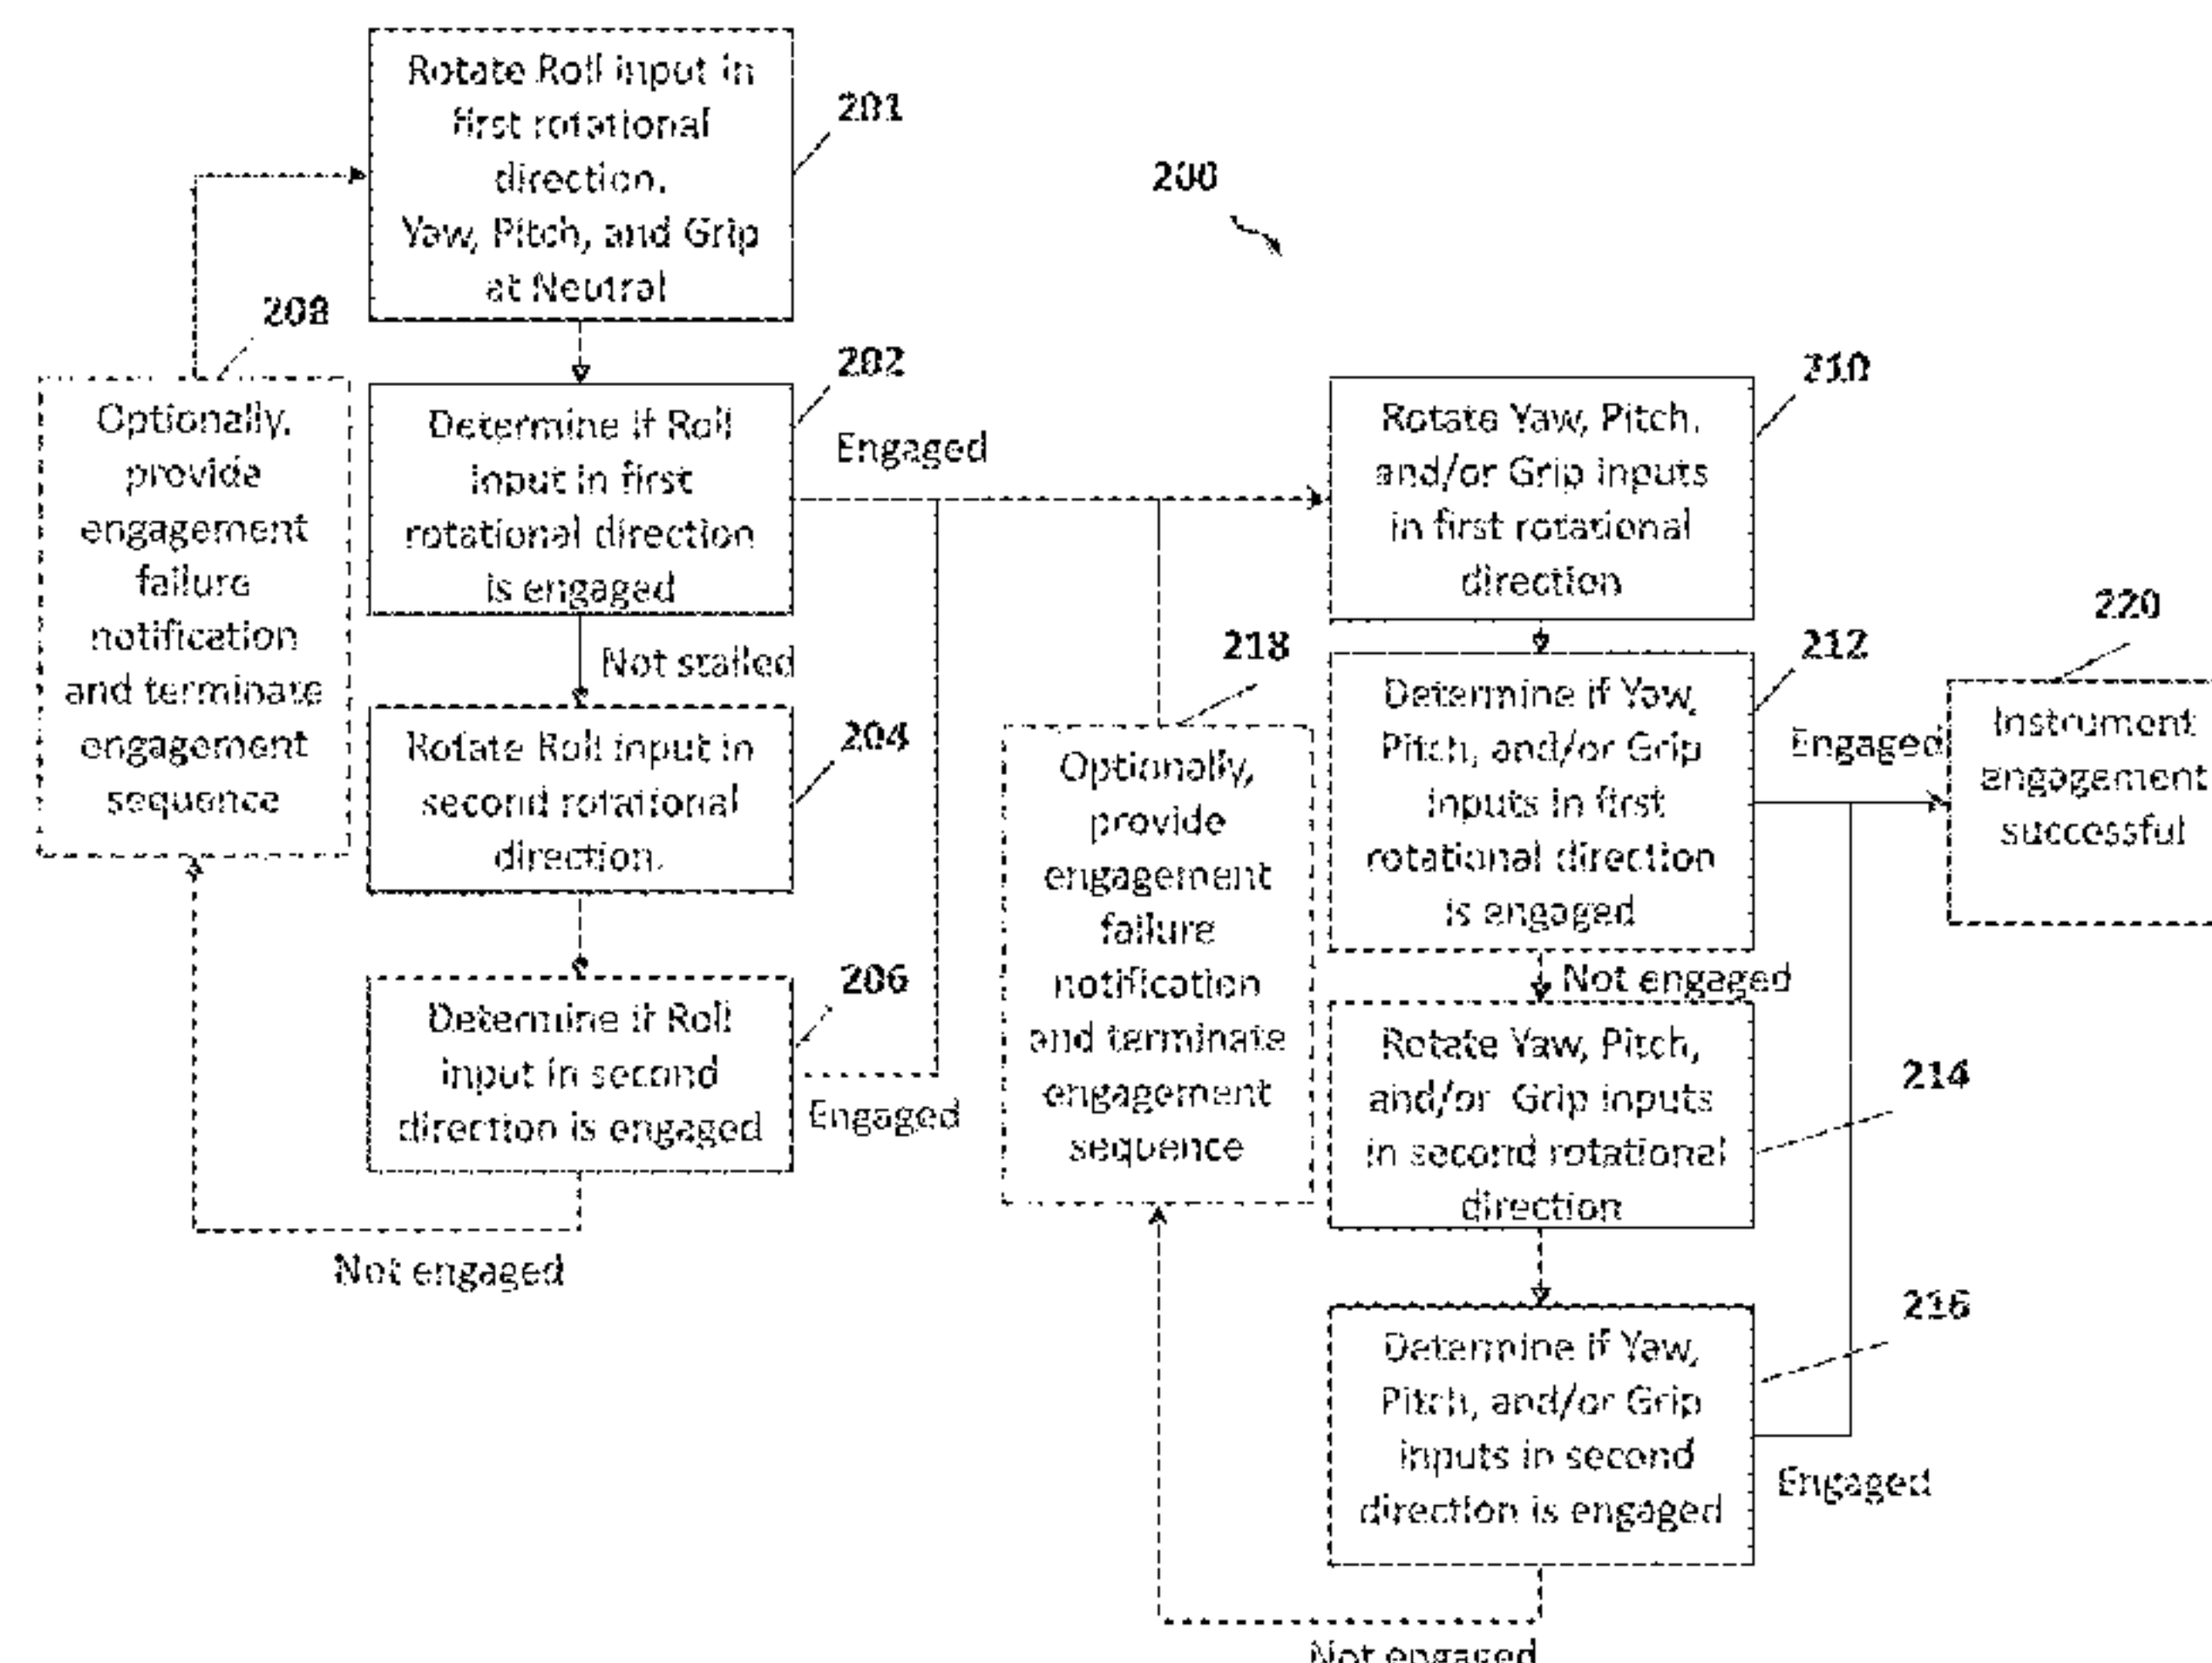 Rotate Roll input in
first rotational
direction.
Yaw, Pitch, and Grip
at Neutral
201
200
208
Optionally,
provide
engagement
failure
notification
and terminate
engagement
sequence
202
Determine if Roll
input in first
rotational direction
is engaged
Engaged
Not stalled
Rotate Roll input in
second rotational
direction.
204
Determine if Roll
input in second
direction is engaged
206
Engaged
Not engaged
210
Rotate Yaw, Pitch,
and/or Grip inputs
in first rotational
direction
212
Determine if Yaw,
Pitch, and/or Grip
inputs in first
rotational direction
is engaged
Engaged
220
Instrument
engagement
successful
218
Optionally,
provide
engagement
failure
notification
and terminate
engagement
sequence
Not engaged
Rotate Yaw, Pitch,
and/or Grip inputs
in second rotational
direction
214
216
Determine if Yaw,
Pitch, and/or Grip
inputs in second
direction is engaged
Engaged
Not engaged